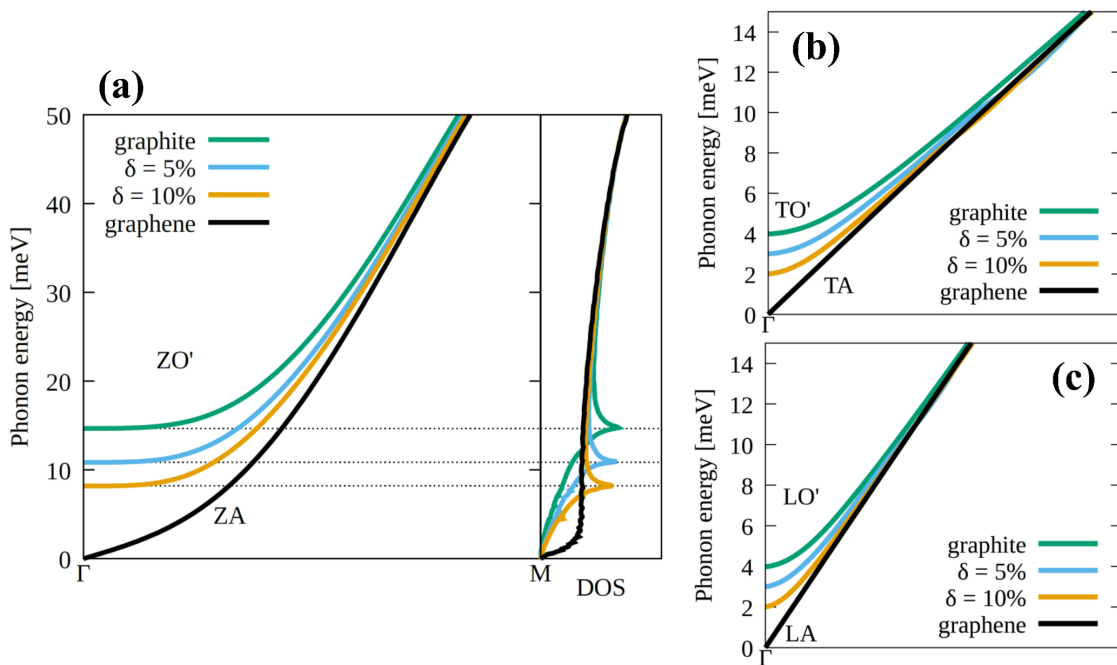 (a)
Phonon energy [meV]
50
40
30
20
10
0
graphite
δ = 5%
δ = 10%
graphene
ZO'
ZA
Γ
M
DOS
(b)
Phonon energy [meV]
14
12
10
8
6
4
2
0
TO'
TA
graphite
δ = 5%
δ = 10%
graphene
Γ
(c)
Phonon energy [meV]
14
12
10
8
6
4
2
0
LO'
LA
graphite
δ = 5%
δ = 10%
graphene
Γ